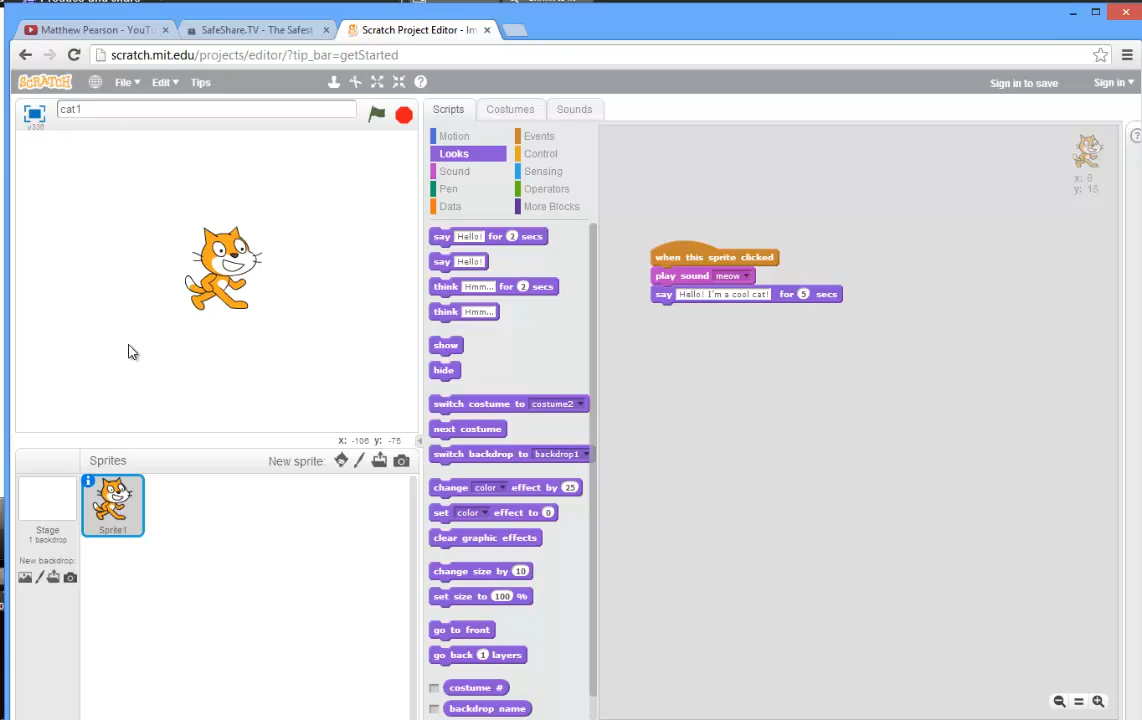 Produce and share
Matthew Pearson - YouTu
SafeShare.TV - The Safest
Scratch Project Editor - Im
scratch.mit.edu/projects/editor/?tip_bar=getStarted
SCRATCH File Edit Tips
Sign in to save Sign in
v336
cat1
Scripts Costumes Sounds
Motion Events
Looks Control
Sound Sensing
Pen Operators
Data More Blocks
say Hello! for 2 secs
say Hello!
think Hmm... for 2 secs
think Hmm...
show
hide
switch costume to costume2
next costume
switch backdrop to backdrop1
change color effect by 25
set color effect to 0
clear graphic effects
change size by 10
set size to 100 %
go to front
go back 1 layers
costume #
backdrop name
x: 6
y: 16
when this sprite clicked
play sound meow
say Hello! I'm a cool cat! for 5 secs
x: -106 y: -75
Sprites New sprite:
Sprite1
Stage
1 backdrop
New backdrop: